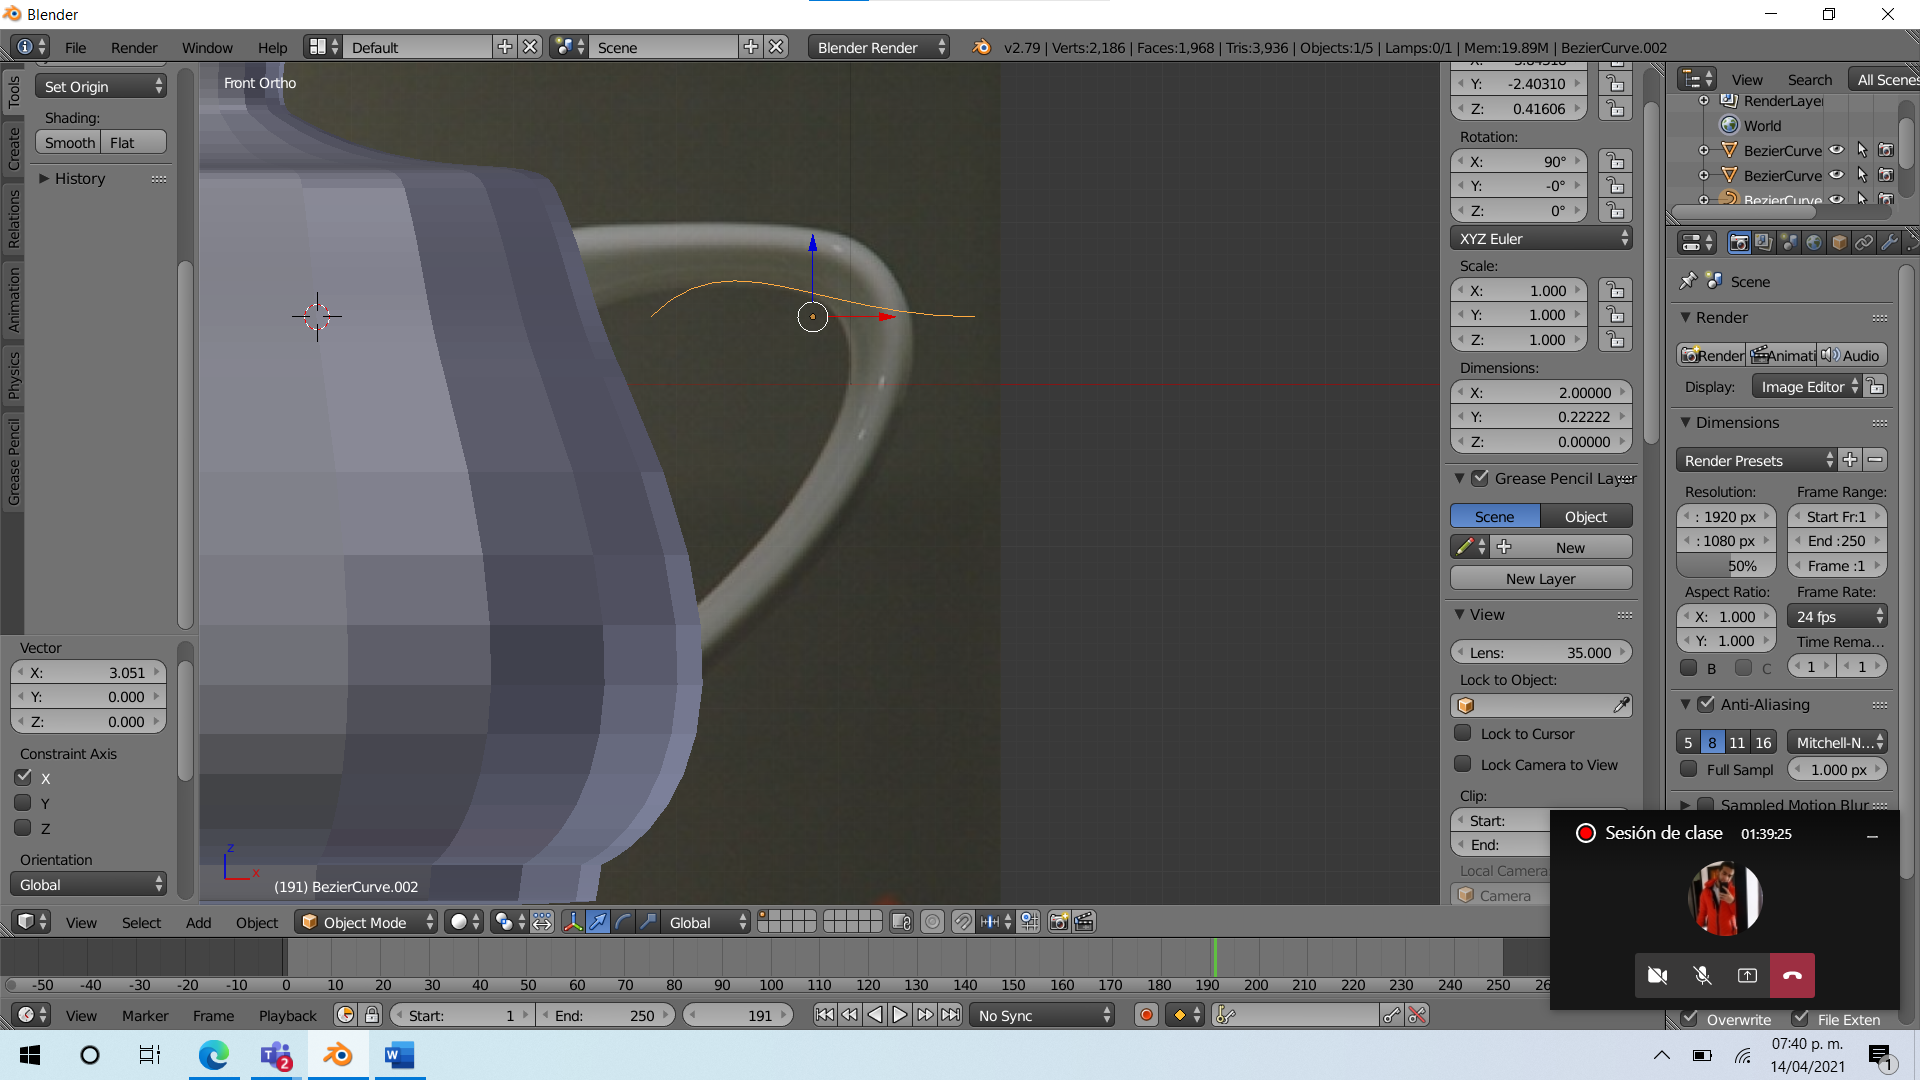 Blender
File Render Window Help Default Scene Blender Render v2.79 | Verts:2,186 | Faces:1,968 | Tris:3,936 | Objects:1/5 | Lamps:0/1 | Mem:19.89M | BezierCurve.002
Tools
Create
Relations
Animation
Physics
Grease Pencil
Set Origin
Shading:
Smooth Flat
History
Vector
X: 3.051
Y: 0.000
Z: 0.000
Constraint Axis
X
Y
Z
Orientation
Global
Front Ortho
z
x
(191) BezierCurve.002
Y: -2.40310
Z: 0.41606
Rotation:
X: 90°
Y: -0°
Z: 0°
XYZ Euler
Scale:
X: 1.000
Y: 1.000
Z: 1.000
Dimensions:
X: 2.00000
Y: 0.22222
Z: 0.00000
Grease Pencil Layer
Scene Object
New
New Layer
View
Lens: 35.000
Lock to Object:
Lock to Cursor
Lock Camera to View
Clip:
Start:
End:
Local Camera:
Camera
View Search All Scenes
RenderLayer
World
BezierCurve
BezierCurve
BezierCurve
Scene
Render
Render Animati Audio
Display: Image Editor
Dimensions
Render Presets
Resolution: Frame Range:
: 1920 px Start Fr:1
: 1080 px End :250
50% Frame :1
Aspect Ratio: Frame Rate:
X: 1.000 24 fps
Y: 1.000 Time Rema...
B C 1 1
Anti-Aliasing
5 8 11 16 Mitchell-N...
Full Sampl 1.000 px
Sampled Motion Blur
Sesión de clase 01:39:25
Overwrite File Exten
View Select Add Object Object Mode Global
-50 -40 -30 -20 -10 0 10 20 30 40 50 60 70 80 90 100 110 120 130 140 150 160 170 180 190 200 210 220 230 240 250
View Marker Frame Playback Start: 1 End: 250 191 No Sync
T 2 W 07:40 p. m.
14/04/2021 1